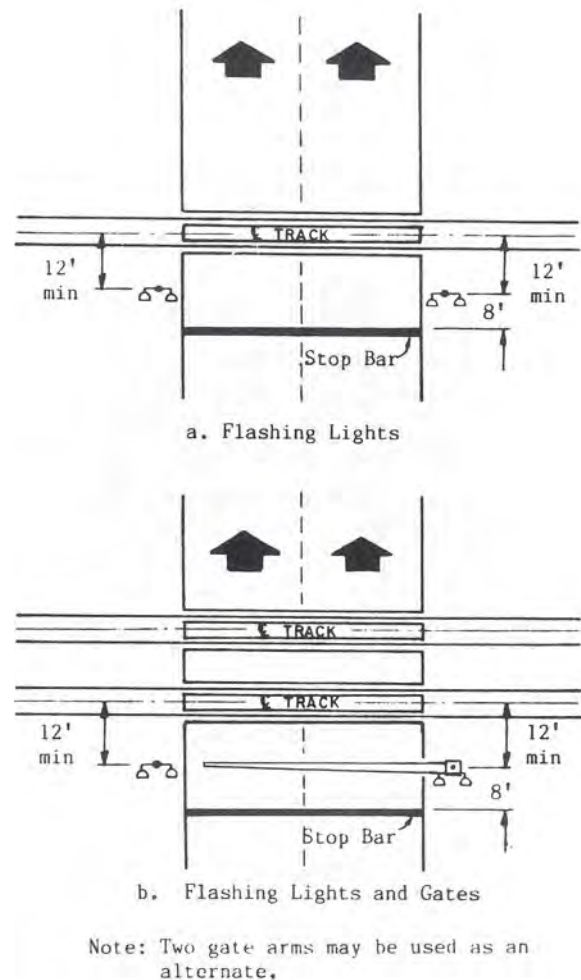 ℄ TRACK
12'
min
12'
min
8'
Stop Bar
a. Flashing Lights
℄ TRACK
℄ TRACK
12'
min
12'
min
8'
Stop Bar
b. Flashing Lights and Gates
Note: Two gate arms may be used as an
alternate.